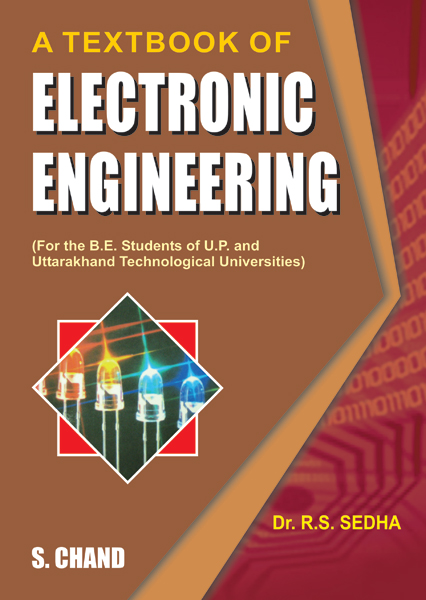 A TEXTBOOK OF
ELECTRONIC
ENGINEERING
(For the B.E. Students of U.P. and
Uttarakhand Technological Universities)
Dr. R.S. SEDHA
S. CHAND